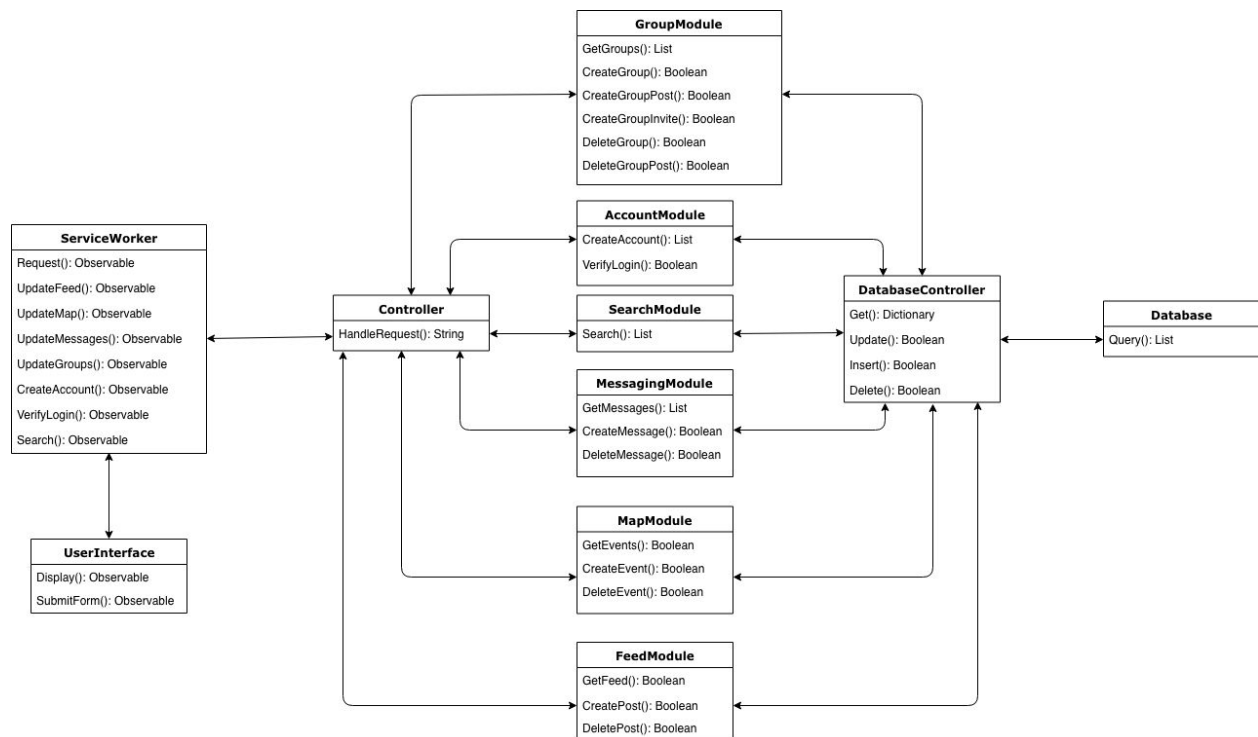 GroupModule
GetGroups(): List
CreateGroup(): Boolean
CreateGroupPost(): Boolean
CreateGroupInvite(): Boolean
DeleteGroup(): Boolean
DeleteGroupPost(): Boolean
ServiceWorker
Request(): Observable
UpdateFeed(): Observable
UpdateMap(): Observable
UpdateMessages(): Observable
UpdateGroups(): Observable
CreateAccount(): Observable
VerifyLogin(): Observable
Search(): Observable
UserInterface
Display(): Observable
SubmitForm(): Observable
Controller
HandleRequest(): String
AccountModule
CreateAccount(): List
VerifyLogin(): Boolean
SearchModule
Search(): List
MessagingModule
GetMessages(): List
CreateMessage(): Boolean
DeleteMessage(): Boolean
MapModule
GetEvents(): Boolean
CreateEvent(): Boolean
DeleteEvent(): Boolean
FeedModule
GetFeed(): Boolean
CreatePost(): Boolean
DeletePost(): Boolean
DatabaseController
Get(): Dictionary
Update(): Boolean
Insert(): Boolean
Delete(): Boolean
Database
Query(): List